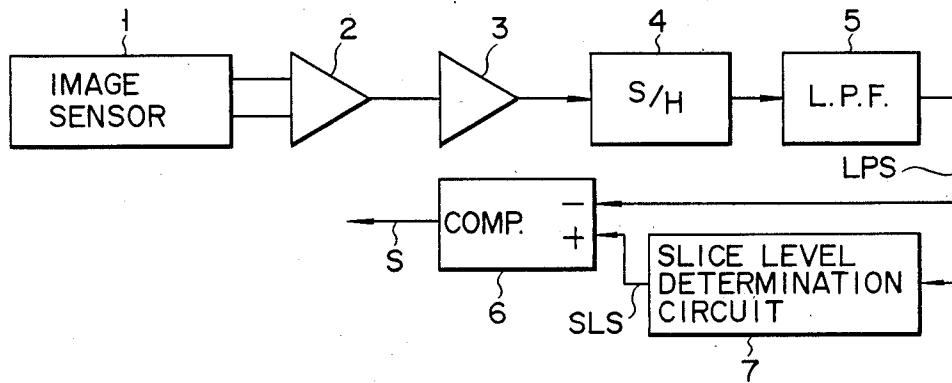 1
2
3
4
5
IMAGE
SENSOR
S/H
L.P.F.
LPS
COMP.
−
+
S
6
SLS
SLICE LEVEL
DETERMINATION
CIRCUIT
7